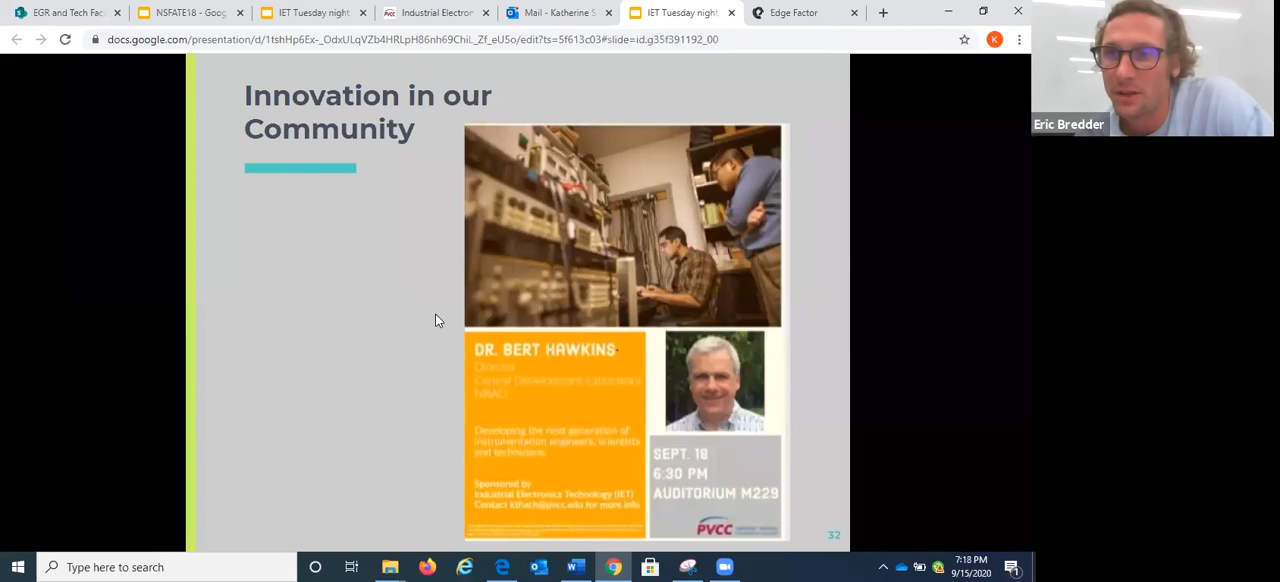 EGR and Tech Fac
NSFATE18 - Goog
IET Tuesday night
Industrial Electron
Mail - Katherine S
IET Tuesday night
Edge Factor
docs.google.com/presentation/d/1tshHp6Ex-_OdxULqVZb4HRLpH86nh69ChiL_Zf_eU5o/edit?ts=5f613c03#slide=id.g35f391192_00
K
Eric Bredder
Innovation in our
Community
DR. BERT HAWKINS
Director
Central Development Laboratory
NRAO
Developing the next generation of
instrumentation engineers, scientists
and technicians
Sponsored by
Industrial Electronics Technology (IET)
Contact kthach@pvcc.edu for more info
SEPT. 18
6:30 PM
AUDITORIUM M229
PVCC
32
Type here to search
7:18 PM
9/15/2020